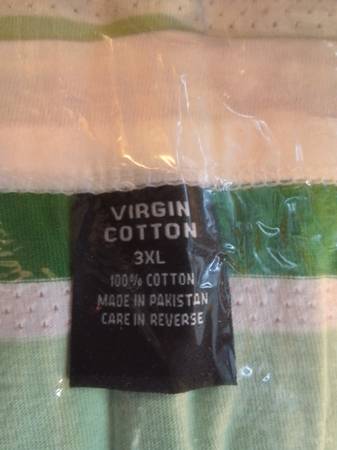 VIRGIN
COTTON
3XL
100% COTTON
MADE IN PAKISTAN
CARE IN REVERSE